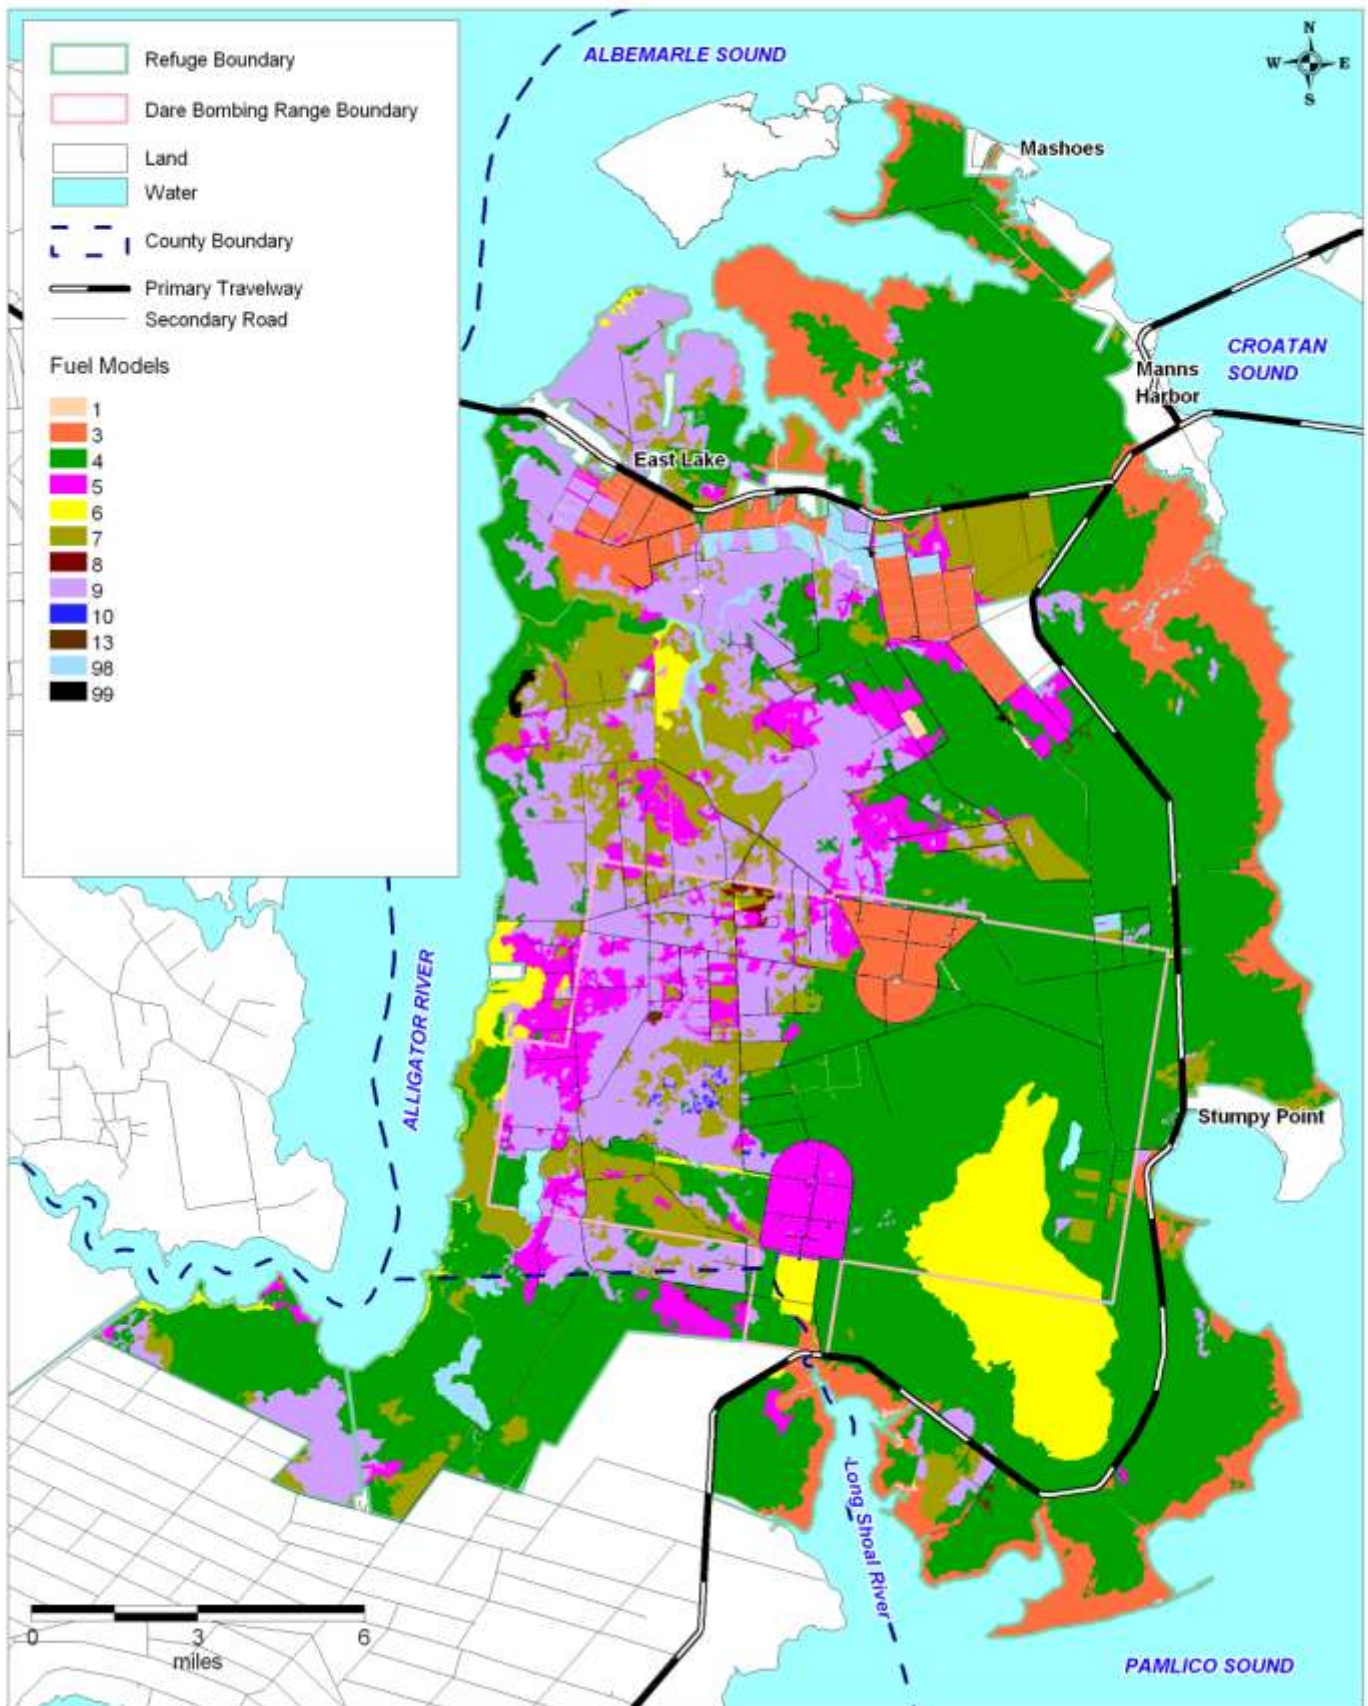 Refuge Boundary
Dare Bombing Range Boundary
Land
Water
County Boundary
Primary Travelway
Secondary Road
Fuel Models
1
3
4
5
6
7
8
9
10
13
98
99
ALBEMARLE SOUND
N
W E
S
Mashoes
CROATAN
SOUND
Manns
Harbor
East Lake
ALLIGATOR RIVER
Stumpy Point
Long Shoal River
PAMLICO SOUND
0 3 6
miles